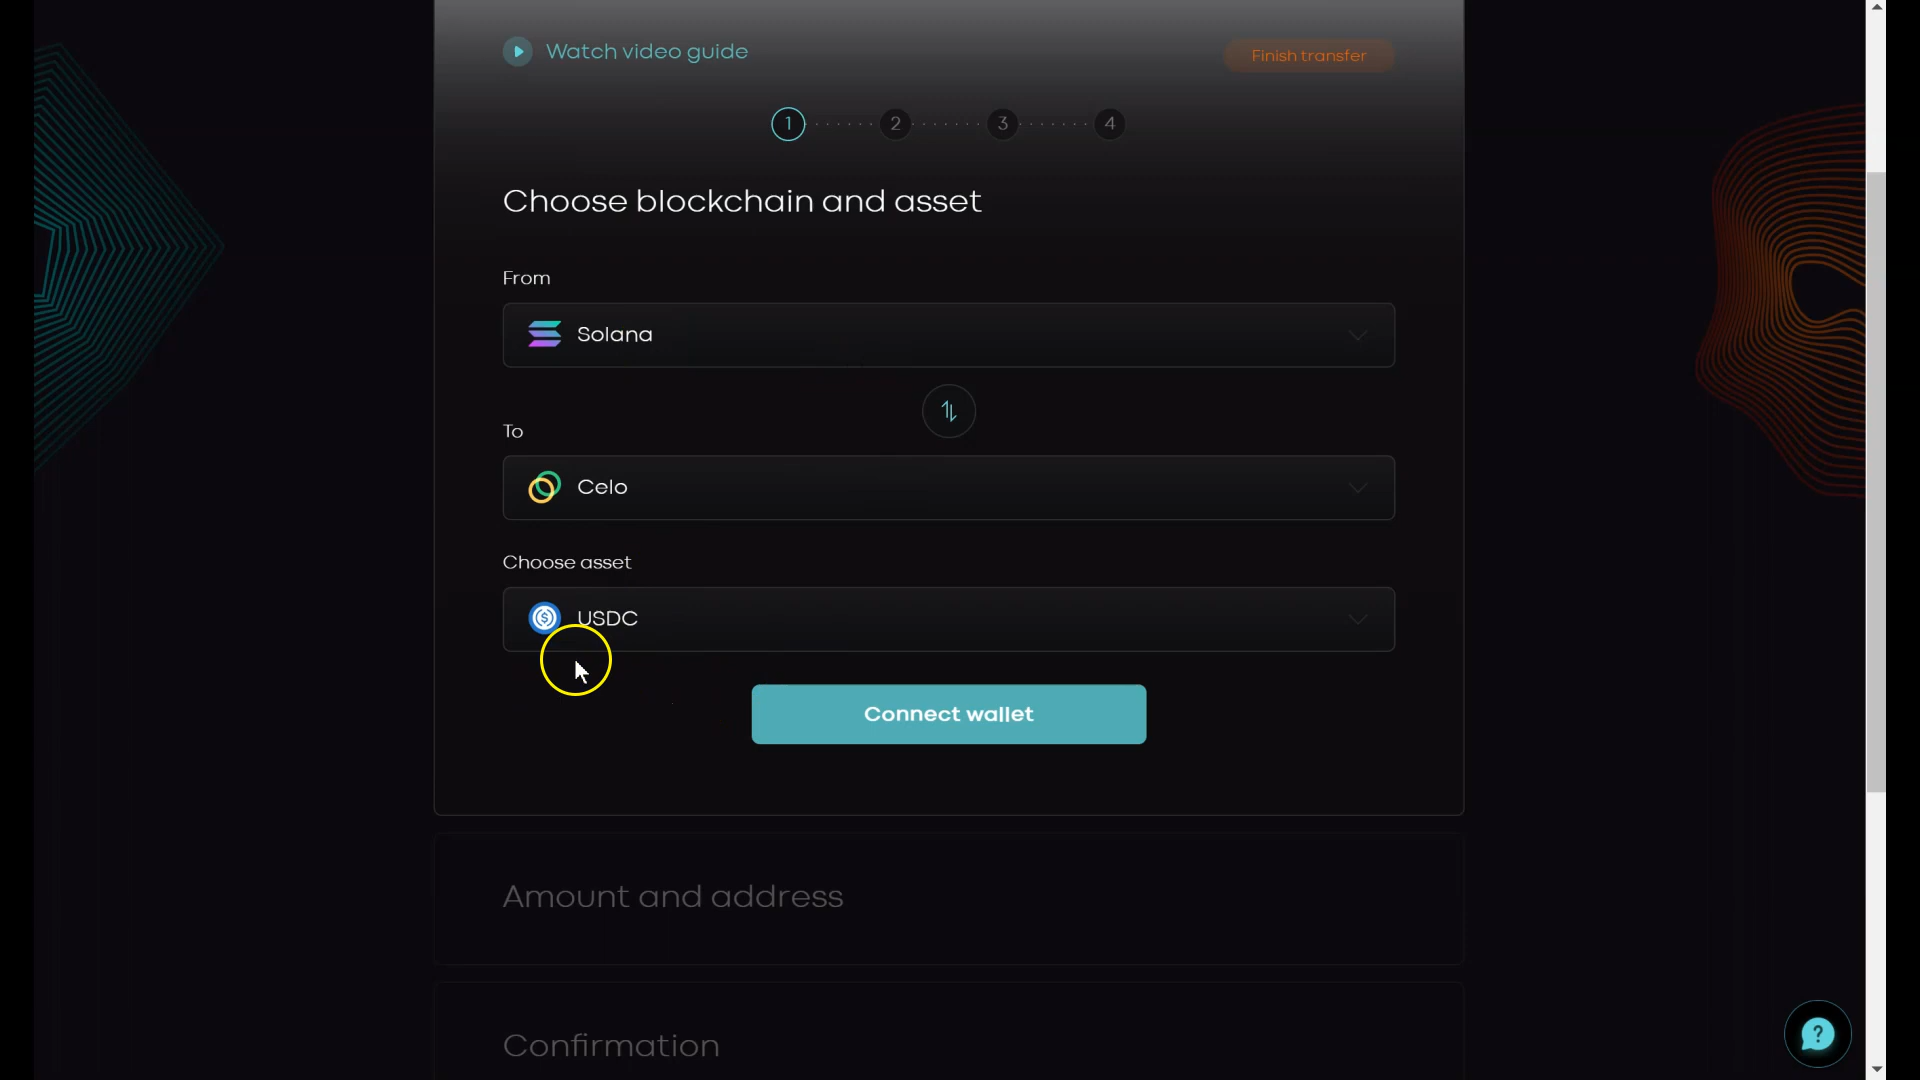 Watch video guide
Finish transfer
1 2 3 4
Choose blockchain and asset
From
Solana
To
Celo
Choose asset
USDC
Connect wallet
Amount and address
Confirmation
?